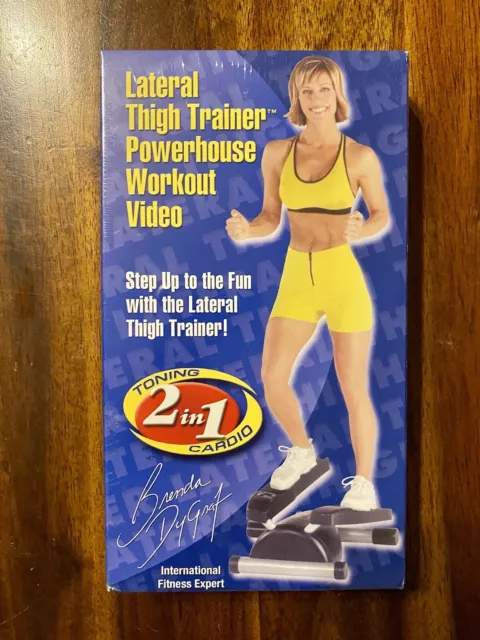 Lateral
Thigh Trainer™
Powerhouse
Workout
Video
Step Up to the Fun
with the Lateral
Thigh Trainer!
TONING
2 in 1
CARDIO
Brenda
DyGraf
International
Fitness Expert